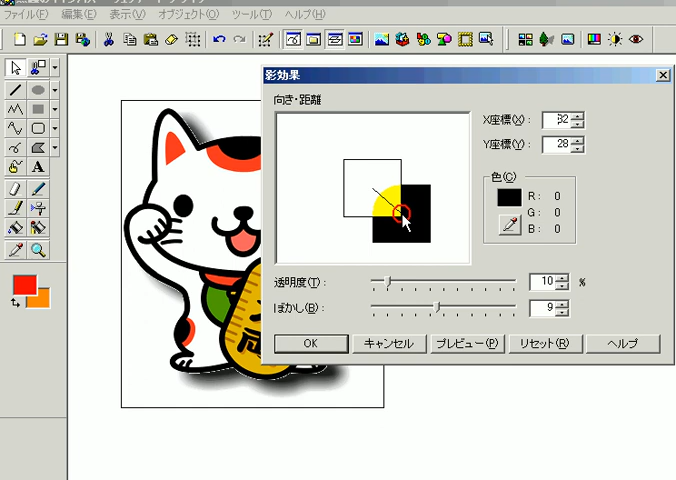 ファイル(F) 編集(E) 表示(V) オブジェクト(O) ツール(T) ヘルプ(H)
影効果
向き・距離
X座標(X): 32
Y座標(Y): 28
色(C)
R: 0
G: 0
B: 0
透明度(T): 10 %
ぼかし(B): 9
OK キャンセル プレビュー(P) リセット(R) ヘルプ
A